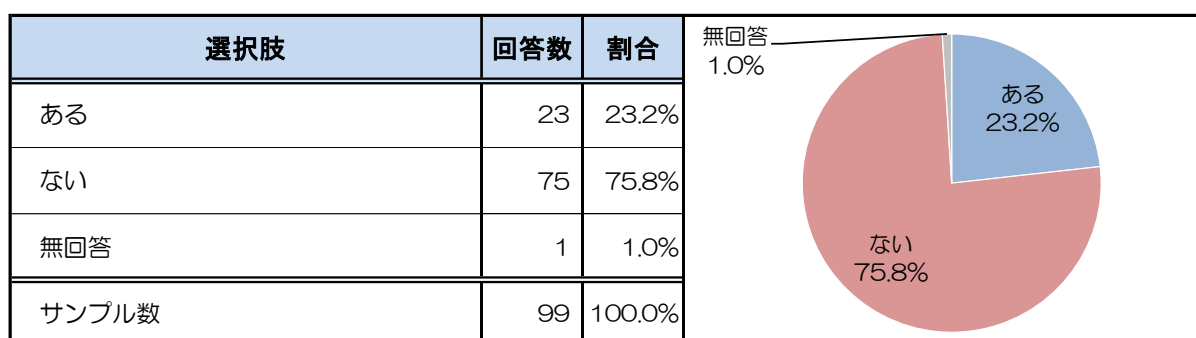 選択肢 回答数 割合
ある 23 23.2%
ない 75 75.8%
無回答 1 1.0%
サンプル数 99 100.0%
無回答
1.0%
ある
23.2%
ない
75.8%